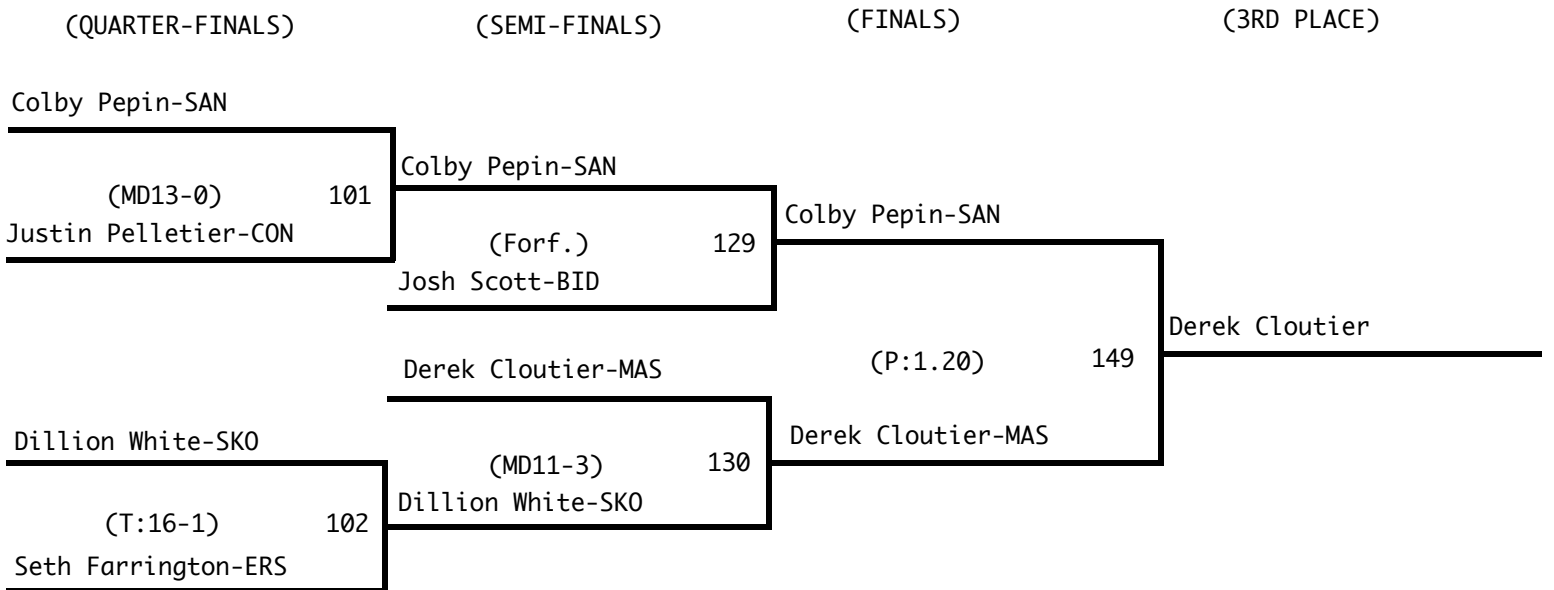 (QUARTER-FINALS) (SEMI-FINALS) (FINALS) (3RD PLACE)
Colby Pepin-SAN
(MD13-0) 101
Justin Pelletier-CON
Colby Pepin-SAN
(Forf.) 129
Josh Scott-BID
Colby Pepin-SAN
(P:1.20) 149
Derek Cloutier
Derek Cloutier-MAS
Derek Cloutier-MAS
(MD11-3) 130
Dillion White-SKO
Dillion White-SKO
(T:16-1) 102
Seth Farrington-ERS